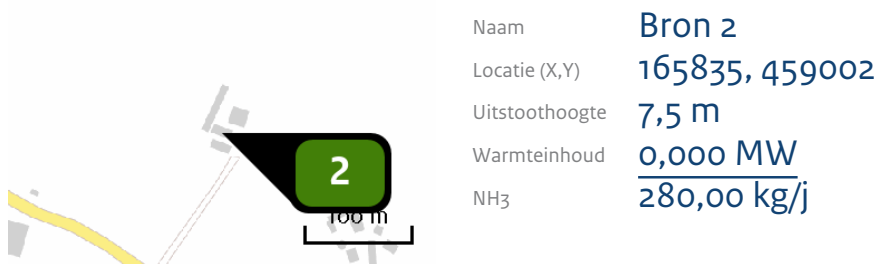 2
100 m
Naam Bron 2
Locatie (X,Y) 165835, 459002
Uitstoothoogte 7,5 m
Warmteinhoud 0,000 MW
NH3 280,00 kg/j